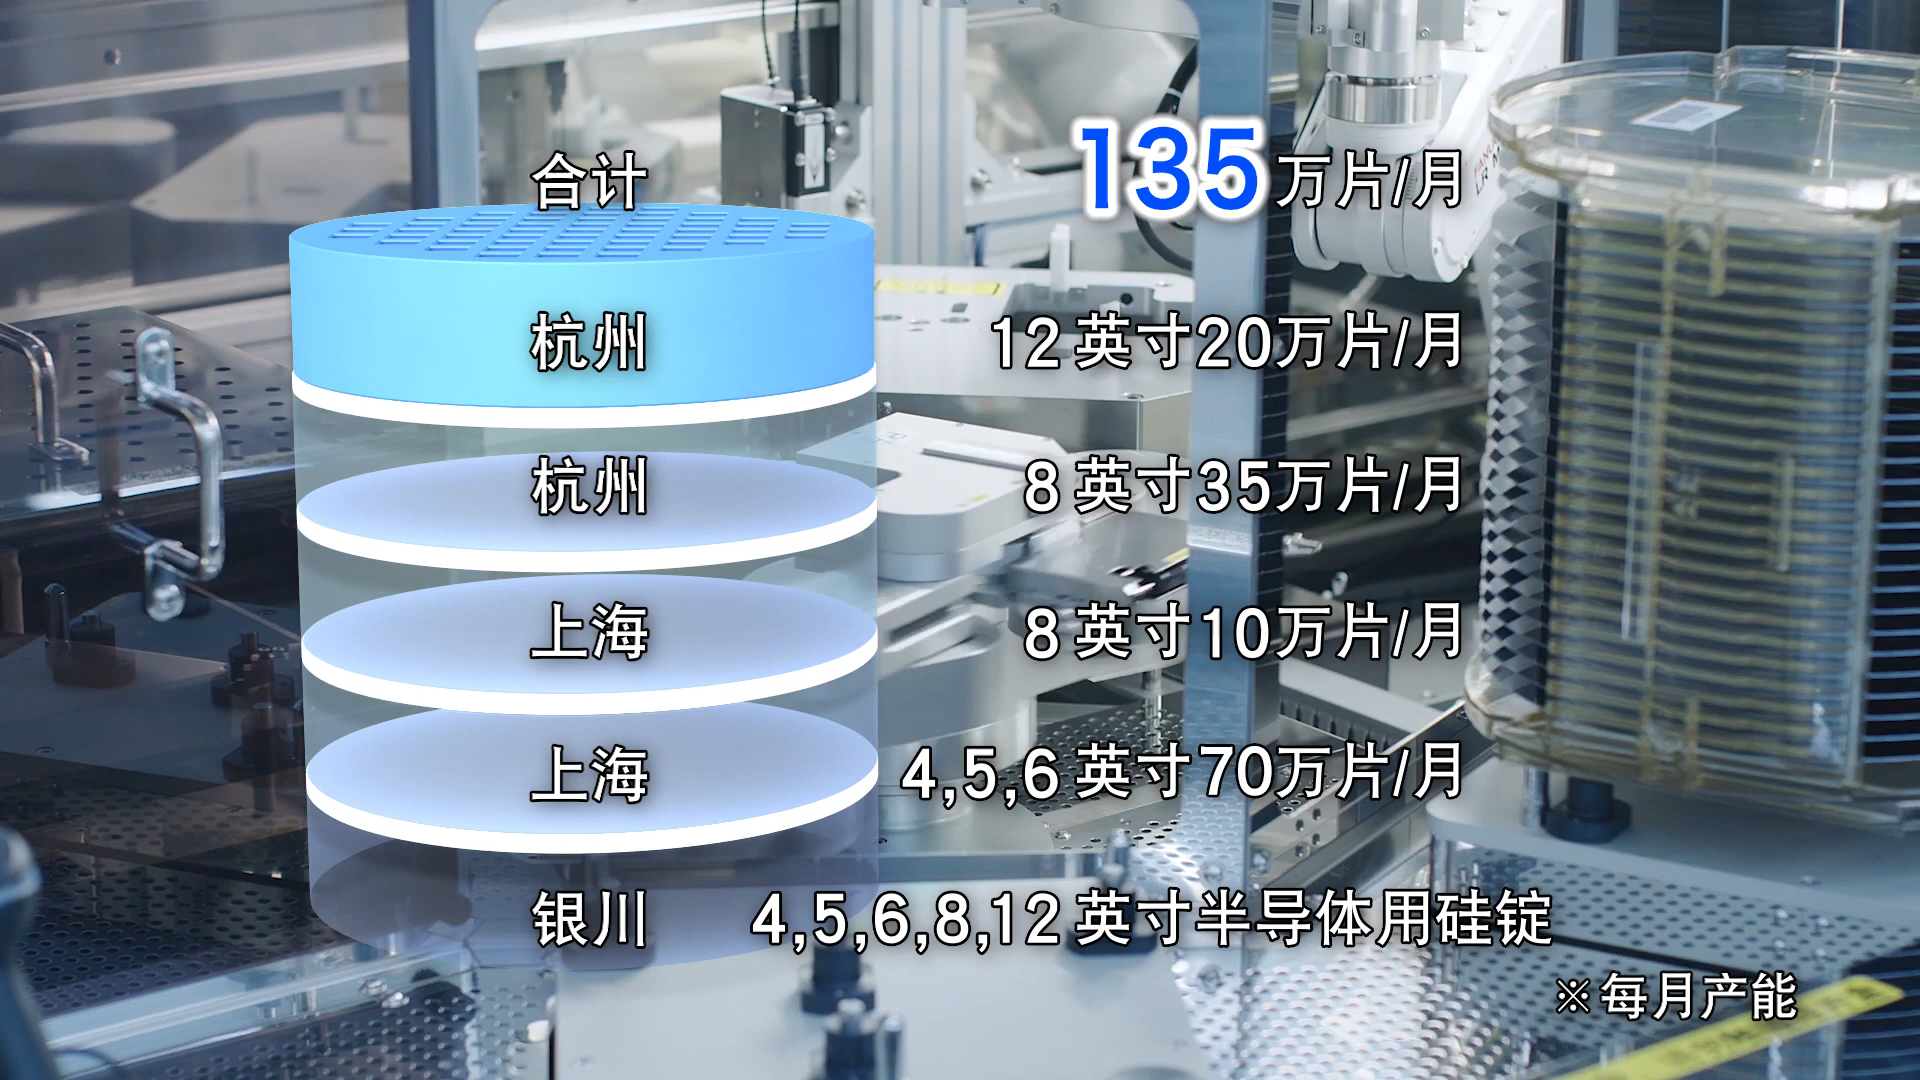 合计 135万片/月
杭州 12英寸20万片/月
杭州 8英寸35万片/月
上海 8英寸10万片/月
上海 4,5,6英寸70万片/月
银川 4,5,6,8,12英寸半导体用硅锭
※每月产能